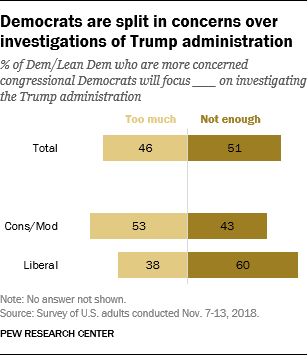 Democrats are split in concerns over
investigations of Trump administration
% of Dem/Lean Dem who are more concerned
congressional Democrats will focus ___ on investigating
the Trump administration
Too much Not enough
Total 46 51
Cons/Mod 53 43
Liberal 38 60
Note: No answer not shown.
Source: Survey of U.S. adults conducted Nov. 7-13, 2018.
PEW RESEARCH CENTER